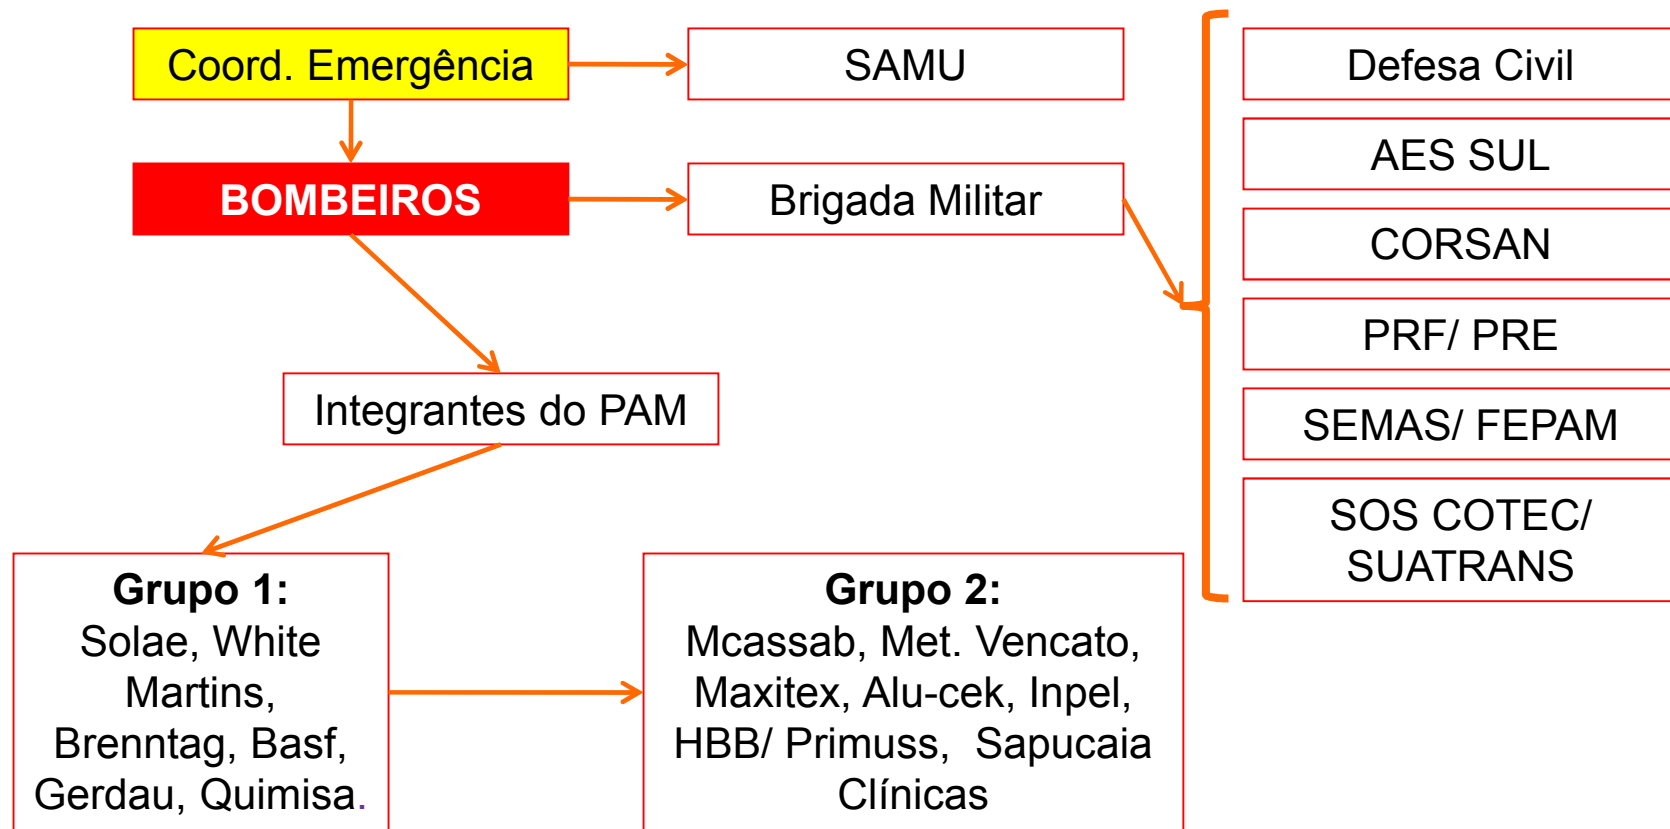 Coord. Emergência
SAMU
BOMBEIROS
Brigada Militar
Integrantes do PAM
Grupo 1:
Solae, White
Martins,
Brenntag, Basf,
Gerdau, Quimisa.
Grupo 2:
Mcassab, Met. Vencato,
Maxitex, Alu-cek, Inpel,
HBB/ Primuss, Sapucaia
Clínicas
Defesa Civil
AES SUL
CORSAN
PRF/ PRE
SEMAS/ FEPAM
SOS COTEC/
SUATRANS